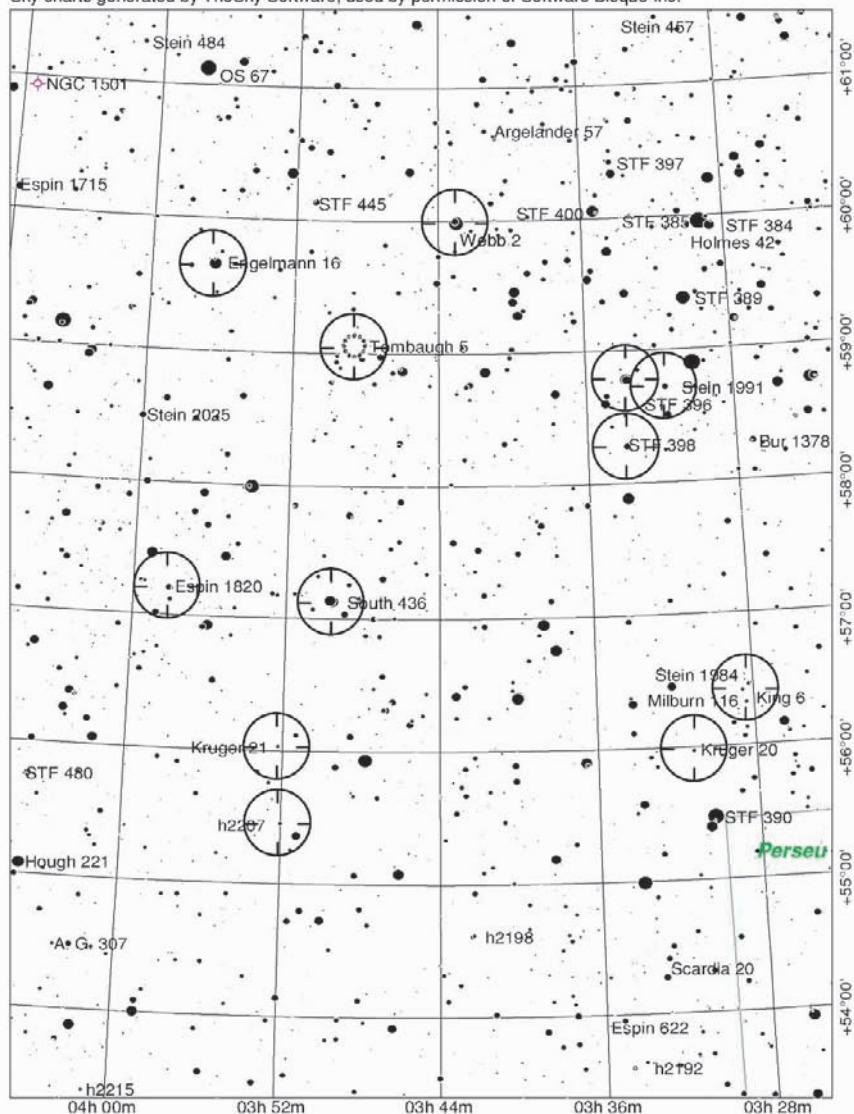 Sky charts generated by TheSky Software, used by permission of Software Bisque Inc.
Stein 457
Stein 484
OS 67
NGC 1501
+61°00'
Argelander 57
STF 397
Espin 1715
STF 445
STF 400
STF 385
STF 384
+60°00'
Webb 2
Holmes 42
Engelmann 16
STF 389
Tombaugh 5
+59°00'
Stein 1991
STF 396
Stein 2025
STF 398
Bur 1378
+58°00'
Espin 1820
South 436
+57°00'
Stein 1984
Milburn 116
King 6
Kruger 21
Kruger 20
+56°00'
STF 480
h2207
STF 390
Perseu
Hough 221
+55°00'
A. G. 307
h2198
Scardia 20
+54°00'
Espin 622
h2192
h2215
04h 00m 03h 52m 03h 44m 03h 36m 03h 28m